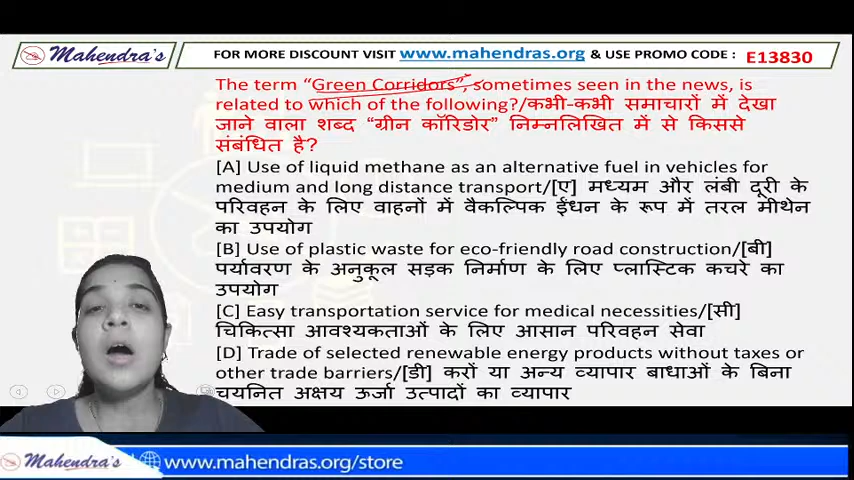 Mahendra's
FOR MORE DISCOUNT VISIT www.mahendras.org & USE PROMO CODE : E13830
The term “Green Corridors”, sometimes seen in the news, is
related to which of the following?/कभी-कभी समाचारों में देखा
जाने वाला शब्द “ग्रीन कॉरिडोर” निम्नलिखित में से किससे
संबंधित है?
[A] Use of liquid methane as an alternative fuel in vehicles for
medium and long distance transport/[ए] मध्यम और लंबी दूरी के
परिवहन के लिए वाहनों में वैकल्पिक ईंधन के रूप में तरल मीथेन
का उपयोग
[B] Use of plastic waste for eco-friendly road construction/[बी]
पर्यावरण के अनुकूल सड़क निर्माण के लिए प्लास्टिक कचरे का
उपयोग
[C] Easy transportation service for medical necessities/[सी]
चिकित्सा आवश्यकताओं के लिए आसान परिवहन सेवा
[D] Trade of selected renewable energy products without taxes or
other trade barriers/[डी] करों या अन्य व्यापार बाधाओं के बिना
चयनित अक्षय ऊर्जा उत्पादों का व्यापार
Mahendra's www.mahendras.org/store